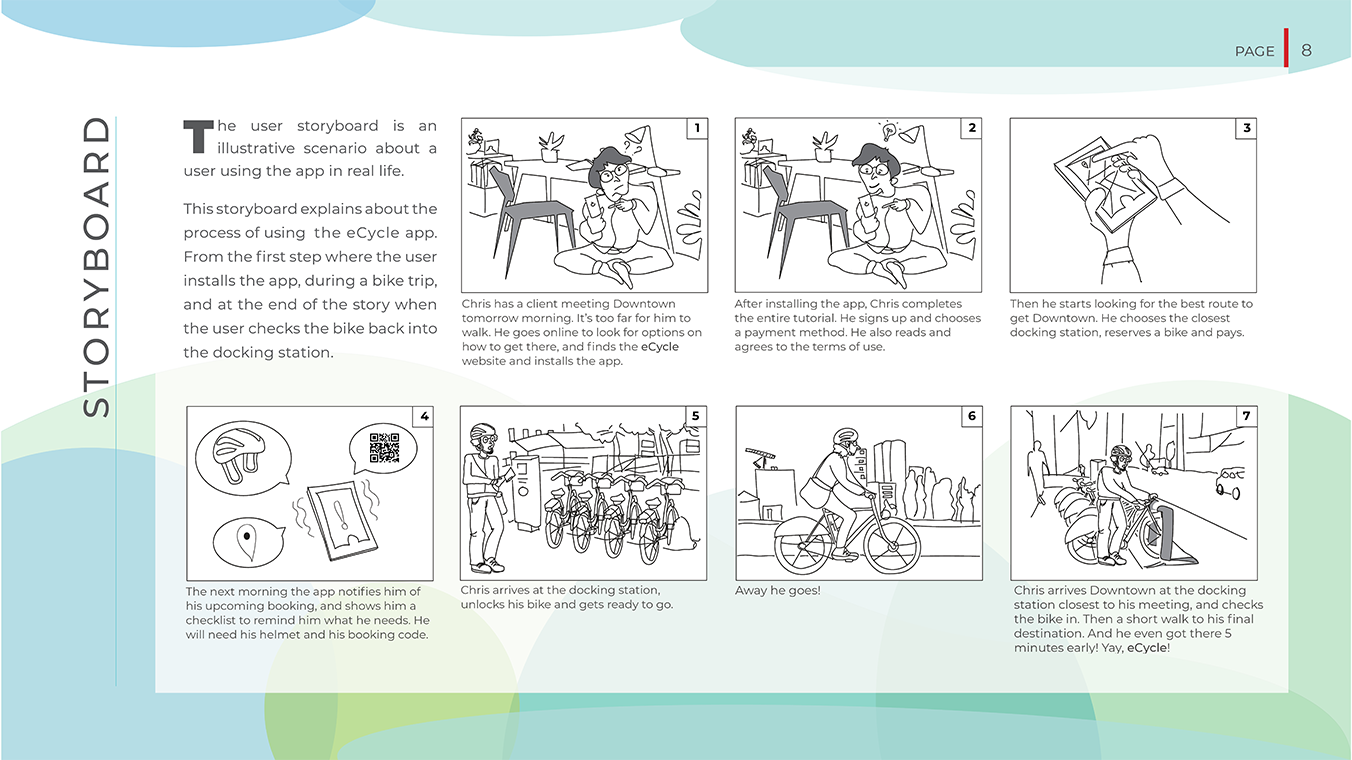 PAGE 8
STORYBOARD
The user storyboard is an
illustrative scenario about a
user using the app in real life.
This storyboard explains about the
process of using the eCycle app.
From the first step where the user
installs the app, during a bike trip,
and at the end of the story when
the user checks the bike back into
the docking station.
1
Chris has a client meeting Downtown
tomorrow morning. It's too far for him to
walk. He goes online to look for options on
how to get there, and finds the eCycle
website and installs the app.
2
After installing the app, Chris completes
the entire tutorial. He signs up and chooses
a payment method. He also reads and
agrees to the terms of use.
3
Then he starts looking for the best route to
get Downtown. He chooses the closest
docking station, reserves a bike and pays.
4
The next morning the app notifies him of
his upcoming booking, and shows him a
checklist to remind him what he needs. He
will need his helmet and his booking code.
5
Chris arrives at the docking station,
unlocks his bike and gets ready to go.
6
Away he goes!
7
Chris arrives Downtown at the docking
station closest to his meeting, and checks
the bike in. Then a short walk to his final
destination. And he even got there 5
minutes early! Yay, eCycle!